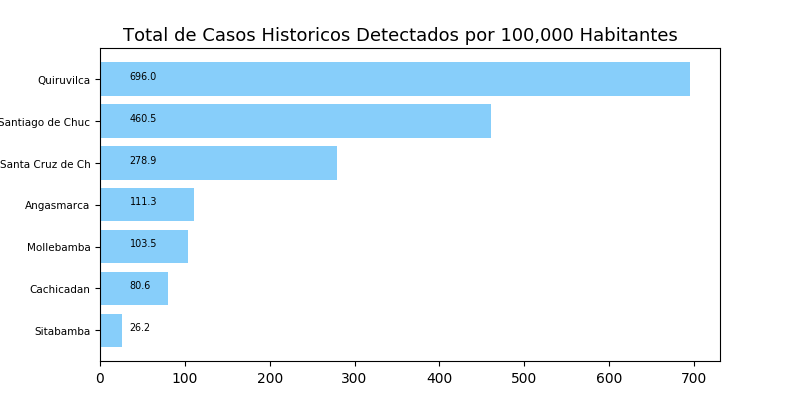 Total de Casos Historicos Detectados por 100,000 Habitantes
Quiruvilca 696.0
Santiago de Chuc 460.5
Santa Cruz de Ch 278.9
Angasmarca 111.3
Mollebamba 103.5
Cachicadan 80.6
Sitabamba 26.2
0 100 200 300 400 500 600 700